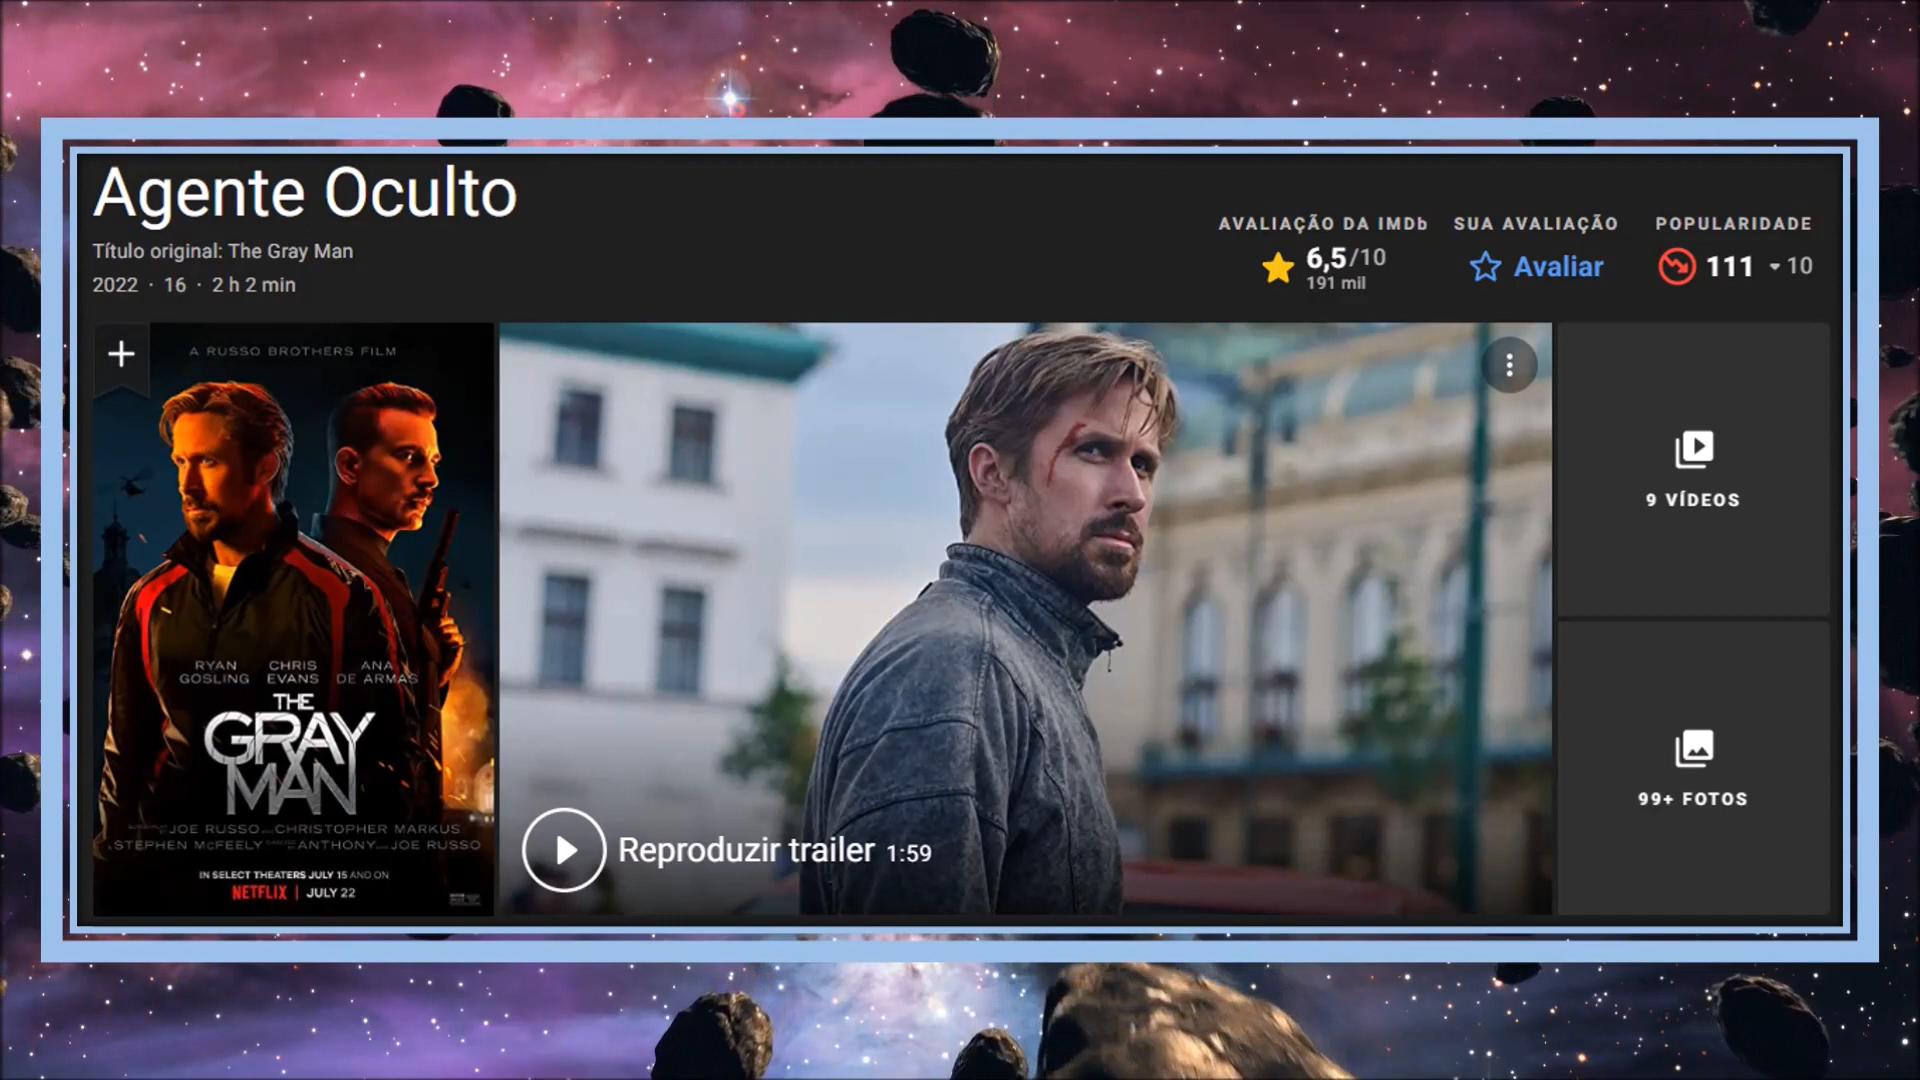 Agente Oculto
Título original: The Gray Man
2022 · 16 · 2 h 2 min
AVALIAÇÃO DA IMDb
6,5/10
191 mil
SUA AVALIAÇÃO
Avaliar
POPULARIDADE
111
10
A RUSSO BROTHERS FILM
RYAN GOSLING
CHRIS EVANS
ANA DE ARMAS
THE
GRAY
MAN
JOE RUSSO CHRISTOPHER MARKUS
STEPHEN McFEELY ANTHONY JOE RUSSO
IN SELECT THEATERS JULY 15 AND ON
NETFLIX | JULY 22
Reproduzir trailer 1:59
9 VÍDEOS
99+ FOTOS